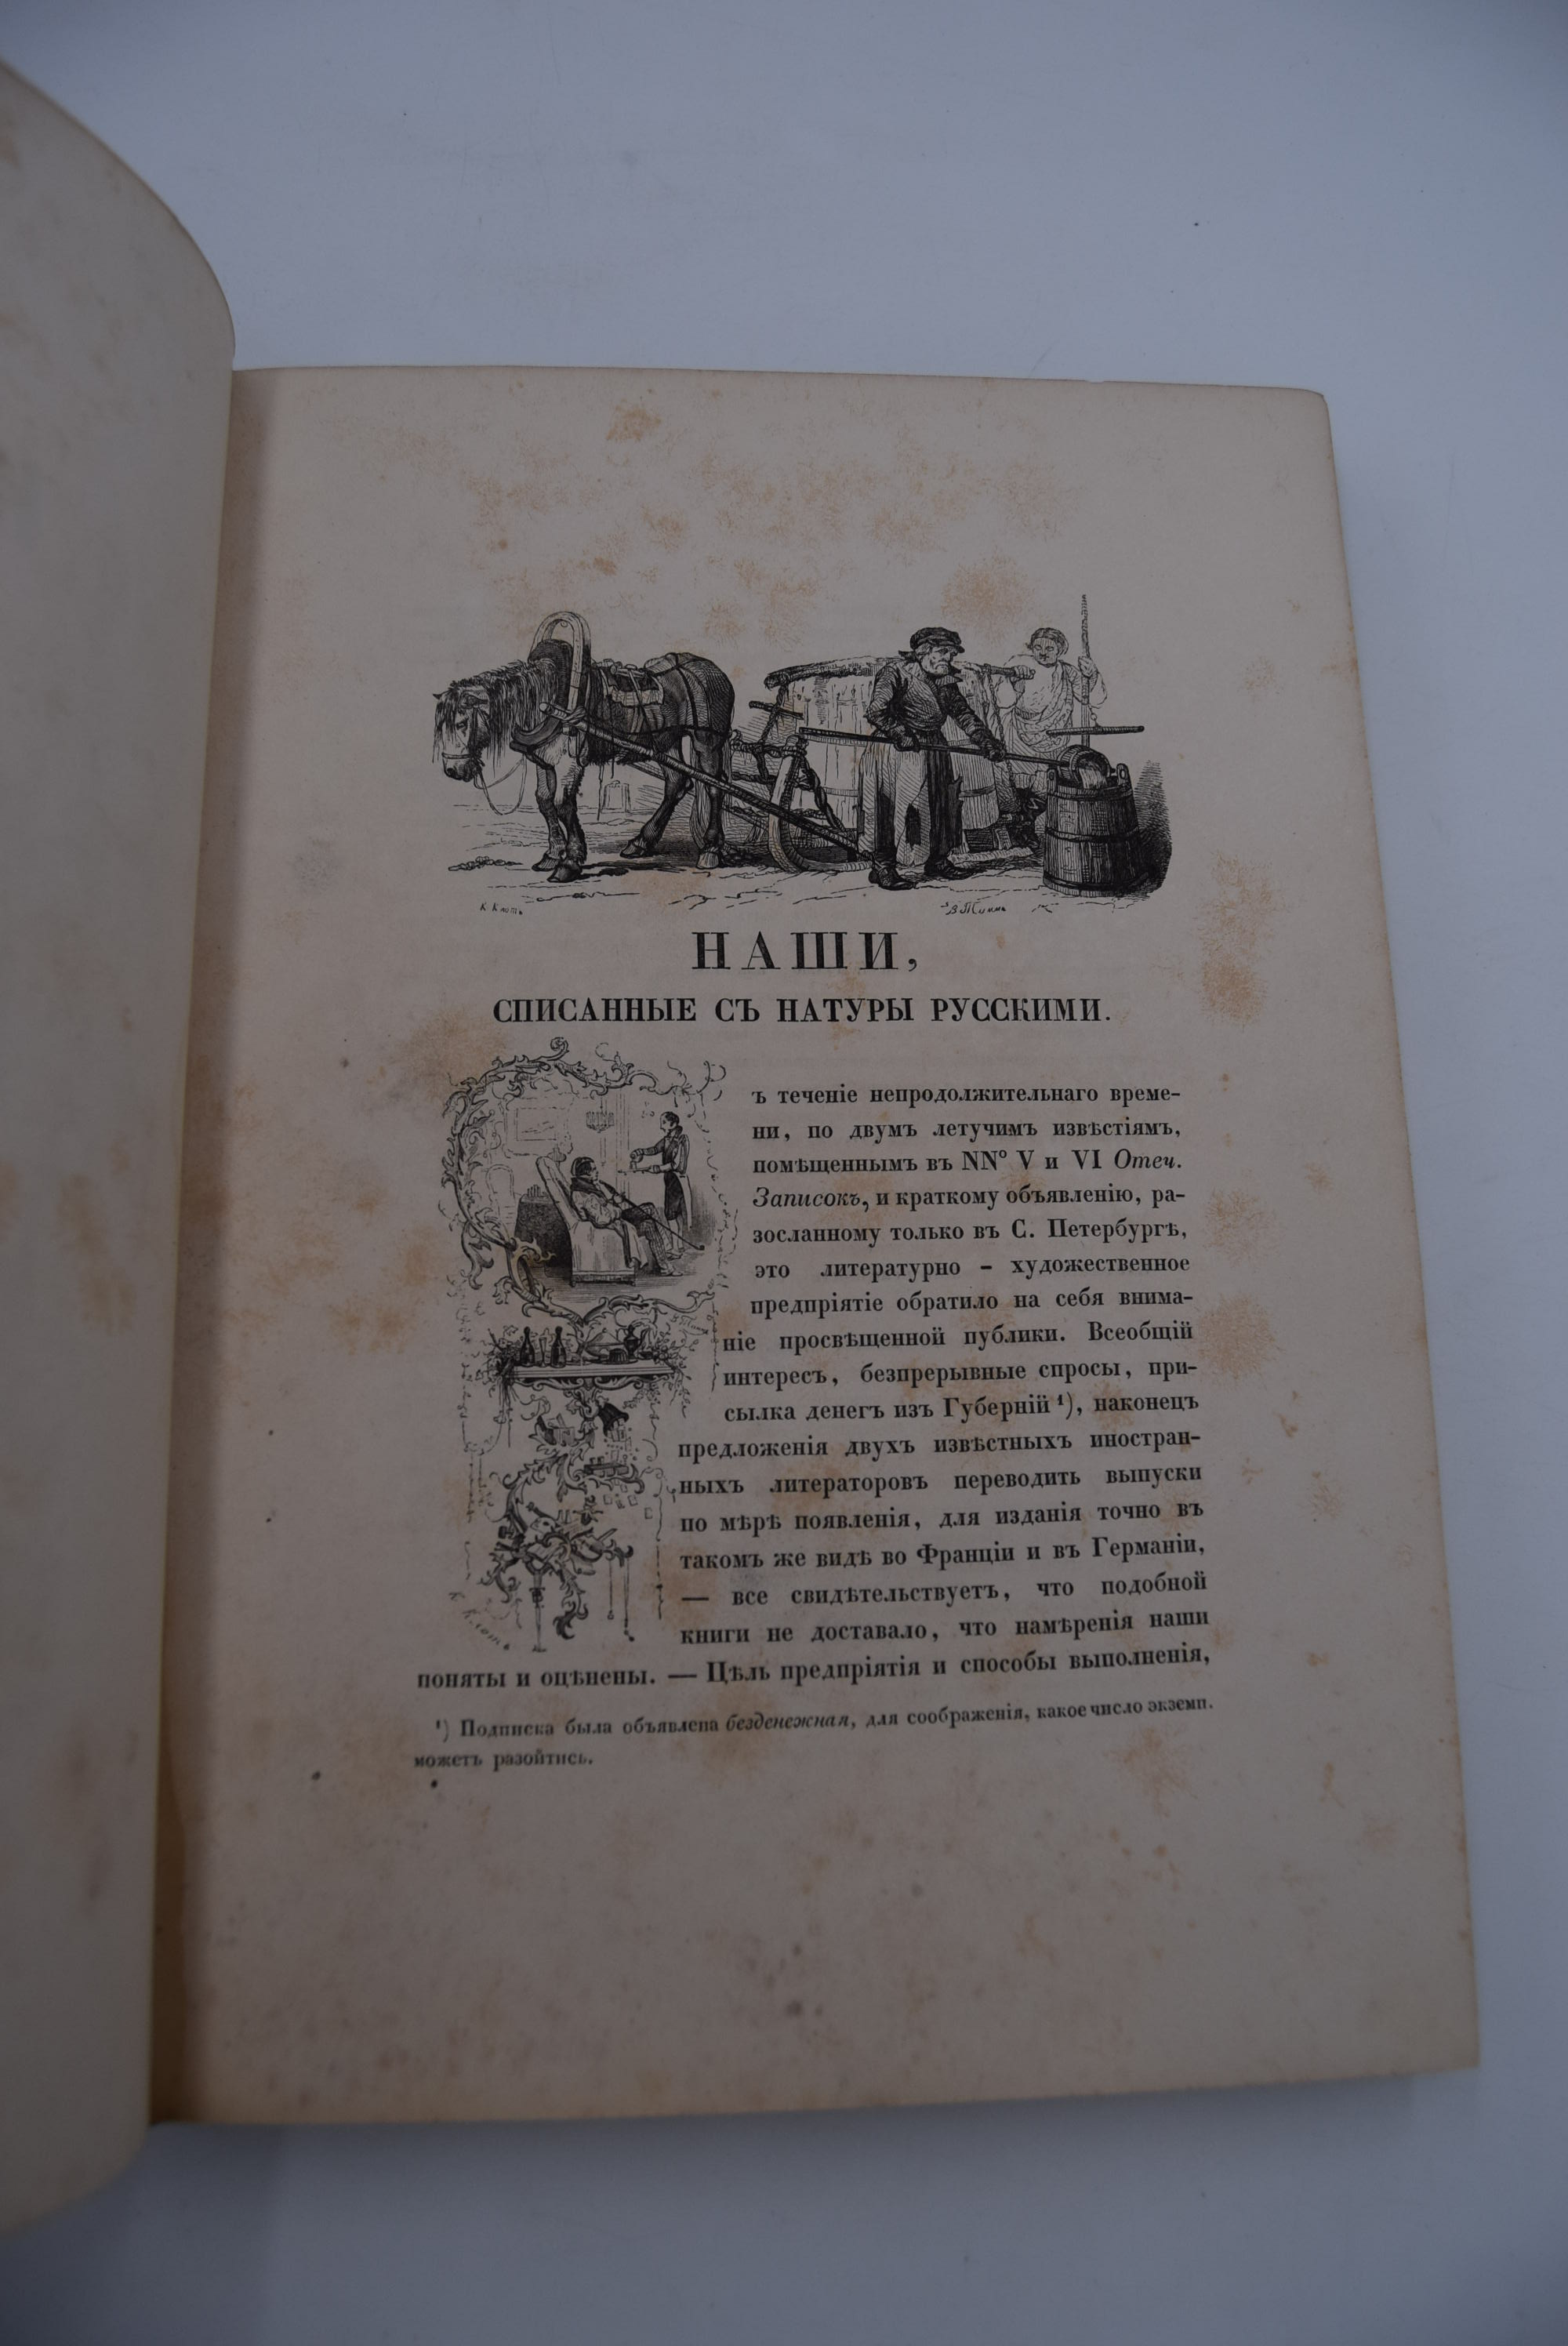 К. Клотъ
В. Тиммъ
НАШИ,
СПИСАННЫЕ СЪ НАТУРЫ РУССКИМИ.
ъ теченіе непродолжительнаго време-
ни, по двумъ летучимъ извѣстіямъ,
помѣщеннымъ въ NN° V и VI Отеч.
Записокъ, и краткому объявленію, ра-
зосланному только въ С. Петербургѣ,
это литературно - художественное
предпріятіе обратило на себя внима-
ніе просвѣщенной публики. Всеобщій
интересъ, безпрерывные спросы, при-
сылка денегъ изъ Губерній ¹), наконецъ
предложенія двухъ извѣстныхъ иностран-
ныхъ литераторовъ переводить выпуски
по мѣрѣ появленія, для изданія точно въ
такомъ же видѣ во Франціи и въ Германіи,
— все свидѣтельствуетъ, что подобной
книги не доставало, что намѣренія наши
поняты и оцѣнены. — Цѣль предпріятія и способы выполненія,
¹) Подписка была объявлена безденежная, для соображенія, какое число экземп.
можетъ разойтись.